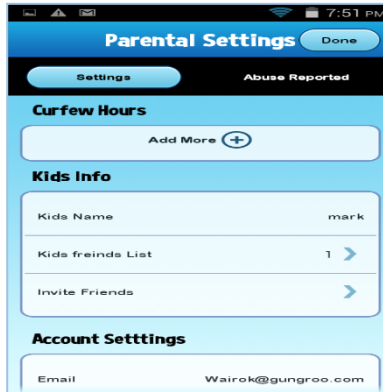 7:51 PM
Parental Settings Done
Settings Abuse Reported
Curfew Hours
Add More
Kids Info
Kids Name mark
Kids freinds List 1
Invite Friends
Account Setttings
Email Wairok@gungroo.com